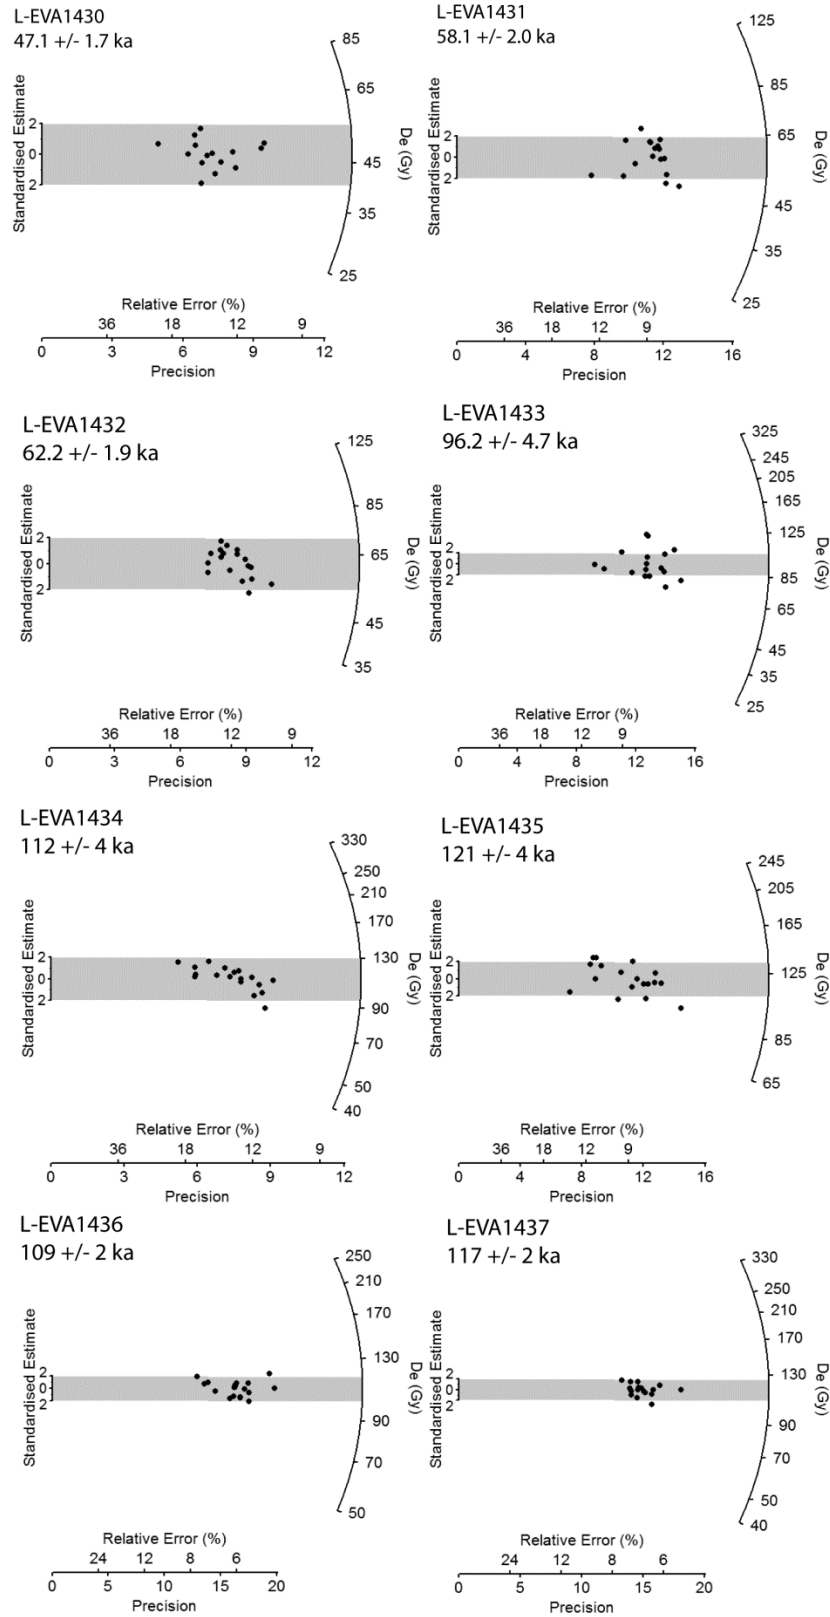 L-EVA1430
47.1 +/- 1.7 ka
Standardised Estimate
2
0
2
85
65
45
35
25
De (Gy)
Relative Error (%)
36 18 12 9
0 3 6 9 12
Precision
L-EVA1431
58.1 +/- 2.0 ka
Standardised Estimate
2
0
2
125
85
65
45
35
25
De (Gy)
Relative Error (%)
36 18 12 9
0 4 8 12 16
Precision
L-EVA1432
62.2 +/- 1.9 ka
Standardised Estimate
2
0
2
125
85
65
45
35
De (Gy)
Relative Error (%)
36 18 12 9
0 3 6 9 12
Precision
L-EVA1433
96.2 +/- 4.7 ka
Standardised Estimate
2
0
2
325
245
205
165
125
85
65
45
35
25
De (Gy)
Relative Error (%)
36 18 12 9
0 4 8 12 16
Precision
L-EVA1434
112 +/- 4 ka
Standardised Estimate
2
0
2
330
250
210
170
130
90
70
50
40
De (Gy)
Relative Error (%)
36 18 12 9
0 3 6 9 12
Precision
L-EVA1435
121 +/- 4 ka
Standardised Estimate
2
0
2
245
205
165
125
85
65
De (Gy)
Relative Error (%)
36 18 12 9
0 4 8 12 16
Precision
L-EVA1436
109 +/- 2 ka
Standardised Estimate
2
0
2
250
210
170
130
90
70
50
De (Gy)
Relative Error (%)
24 12 8 6
0 5 10 15 20
Precision
L-EVA1437
117 +/- 2 ka
Standardised Estimate
2
0
2
330
250
210
170
130
90
70
50
40
De (Gy)
Relative Error (%)
24 12 8 6
0 5 10 15 20
Precision